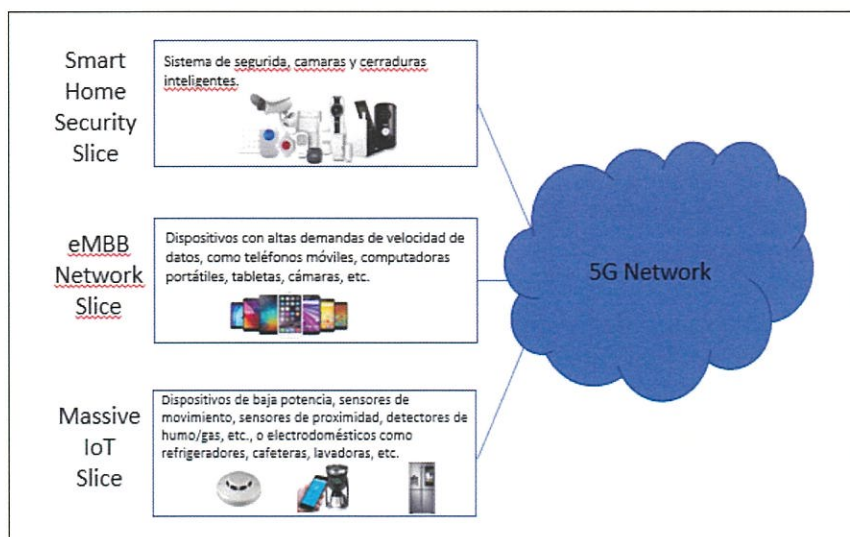 Smart
Home
Security
Slice
Sistema de segurida, camaras y cerraduras
inteligentes.
eMBB
Network
Slice
Dispositivos con altas demandas de velocidad de
datos, como teléfonos móviles, computadoras
portátiles, tabletas, cámaras, etc.
5G Network
Massive
IoT
Slice
Dispositivos de baja potencia, sensores de
movimiento, sensores de proximidad, detectores de
humo/gas, etc., o electrodomésticos como
refrigeradores, cafeteras, lavadoras, etc.